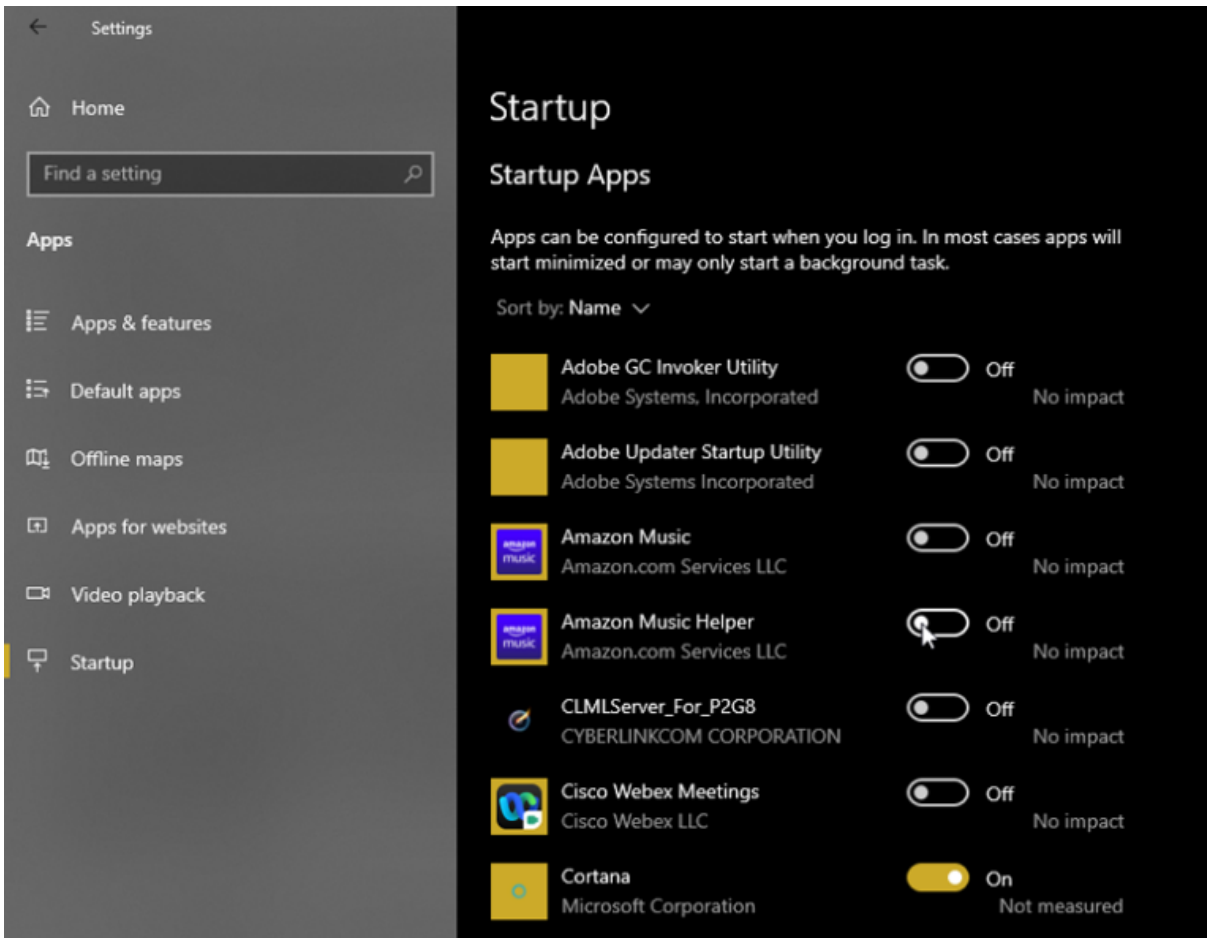 Settings
Home
Find a setting
Apps
Apps & features
Default apps
Offline maps
Apps for websites
Video playback
Startup
Startup
Startup Apps
Apps can be configured to start when you log in. In most cases apps will
start minimized or may only start a background task.
Sort by: Name
Adobe GC Invoker Utility
Off
Adobe Systems, Incorporated
No impact
Adobe Updater Startup Utility
Off
Adobe Systems Incorporated
No impact
amazon
music
Amazon Music
Off
Amazon.com Services LLC
No impact
amazon
music
Amazon Music Helper
Off
Amazon.com Services LLC
No impact
CLMLServer_For_P2G8
Off
CYBERLINKCOM CORPORATION
No impact
Cisco Webex Meetings
Off
Cisco Webex LLC
No impact
Cortana
On
Microsoft Corporation
Not measured